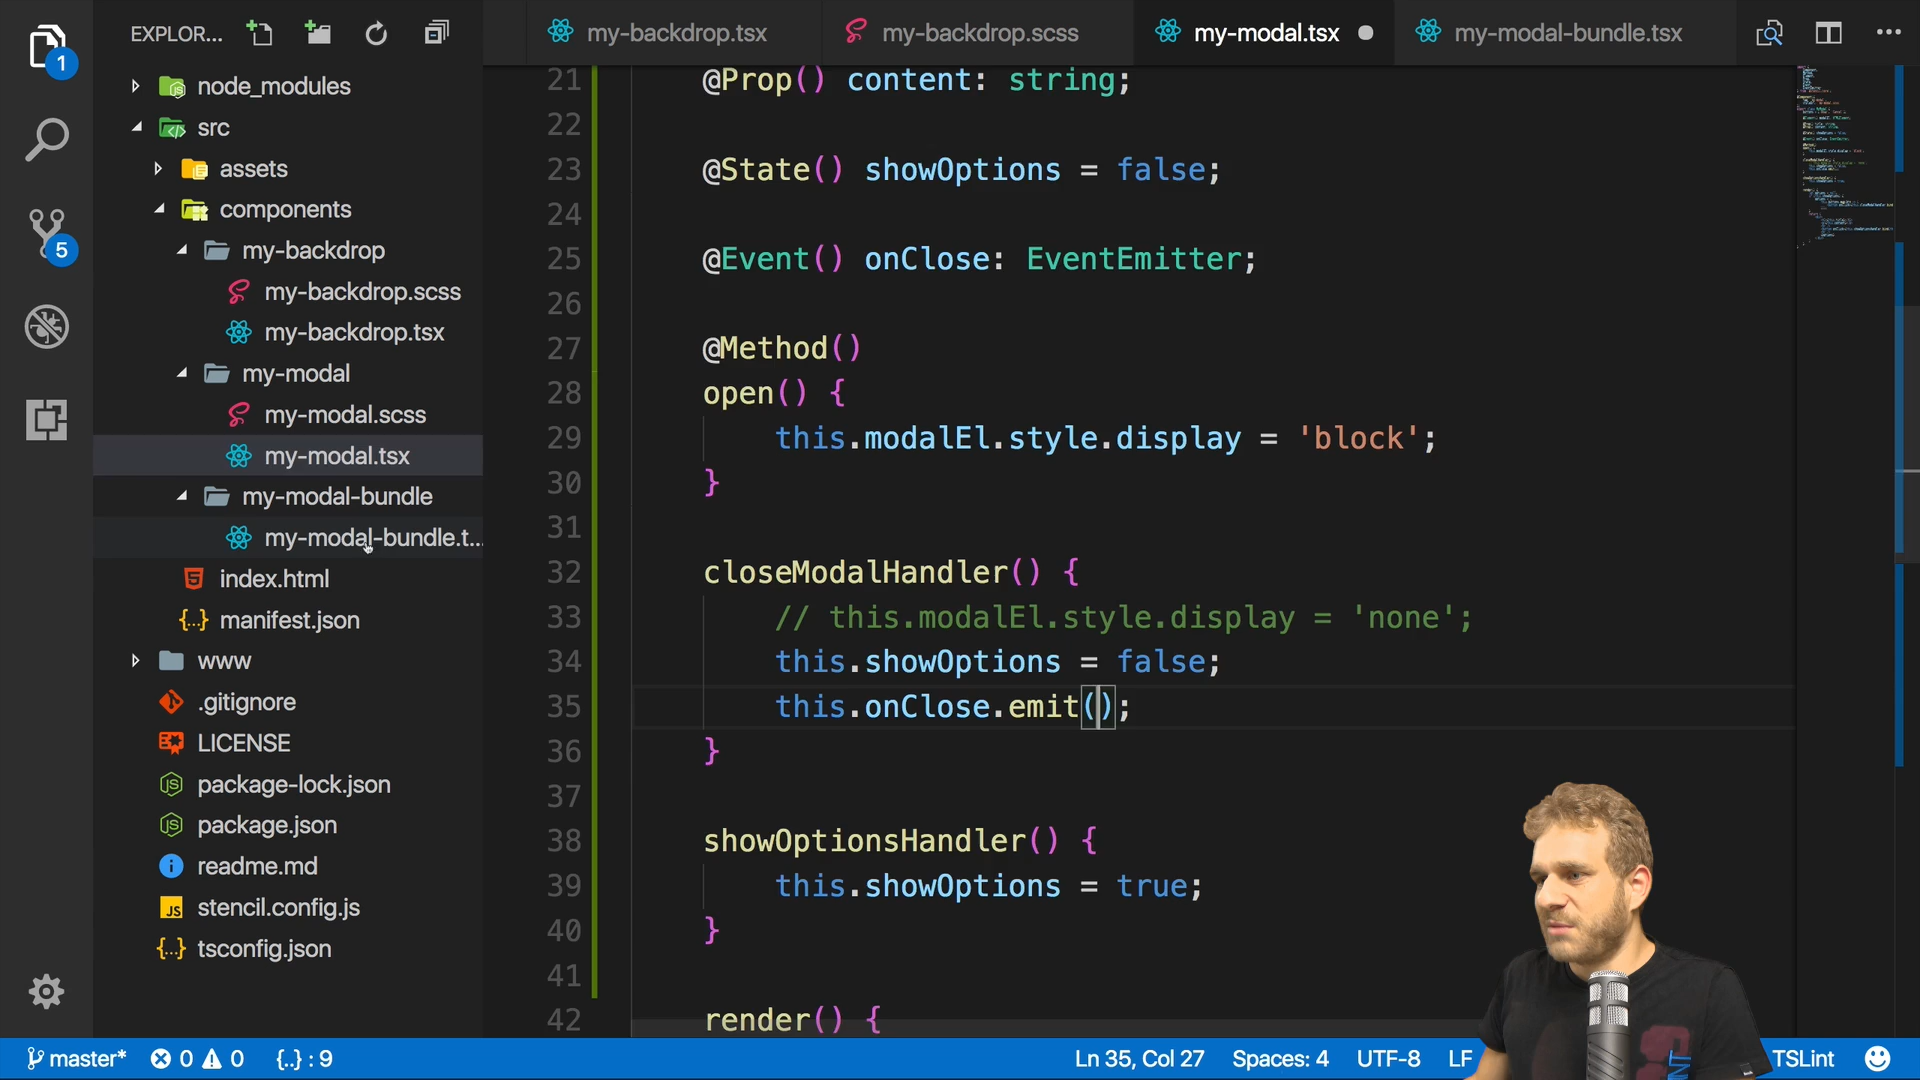 EXPLOR...
my-backdrop.tsx
my-backdrop.scss
my-modal.tsx
my-modal-bundle.tsx
1
5
node_modules
src
assets
components
my-backdrop
my-backdrop.scss
my-backdrop.tsx
my-modal
my-modal.scss
my-modal.tsx
my-modal-bundle
my-modal-bundle.t...
index.html
manifest.json
www
.gitignore
LICENSE
package-lock.json
package.json
readme.md
stencil.config.js
tsconfig.json
21 @Prop() content: string;
22
23 @State() showOptions = false;
24
25 @Event() onClose: EventEmitter;
26
27 @Method()
28 open() {
29 this.modalEl.style.display = 'block';
30 }
31
32 closeModalHandler() {
33 // this.modalEl.style.display = 'none';
34 this.showOptions = false;
35 this.onClose.emit();
36 }
37
38 showOptionsHandler() {
39 this.showOptions = true;
40 }
41
42 render() {
master* 0 0 {..} : 9 Ln 35, Col 27 Spaces: 4 UTF-8 LF TSLint